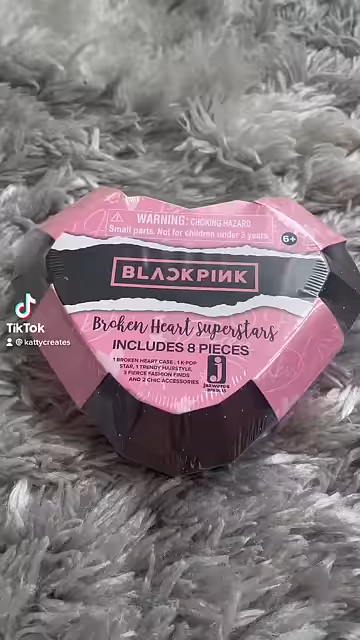 WARNING: CHOKING HAZARD
Small parts. Not for children under 3 years.
6+
BLACKPINK
Broken Heart superstars
INCLUDES 8 PIECES
1 BROKEN HEART CASE, 1 K-POP
STAR, 1 TRENDY HAIRSTYLE,
3 FIERCE FASHION FINDS
AND 2 CHIC ACCESSORIES
j
TikTok
@ kattycreates